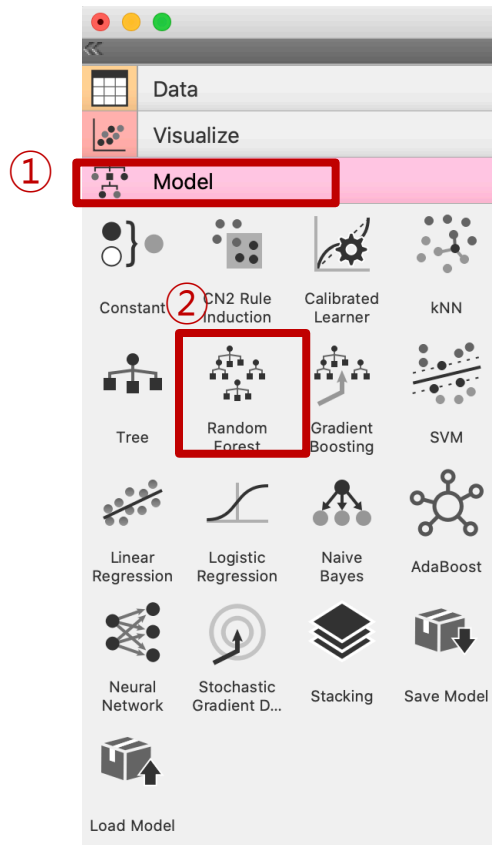 Data
Visualize
① Model
Constant
② CN2 Rule
Induction
Calibrated
Learner
kNN
Tree
Random
Forest
Gradient
Boosting
SVM
Linear
Regression
Logistic
Regression
Naive
Bayes
AdaBoost
Neural
Network
Stochastic
Gradient D...
Stacking
Save Model
Load Model